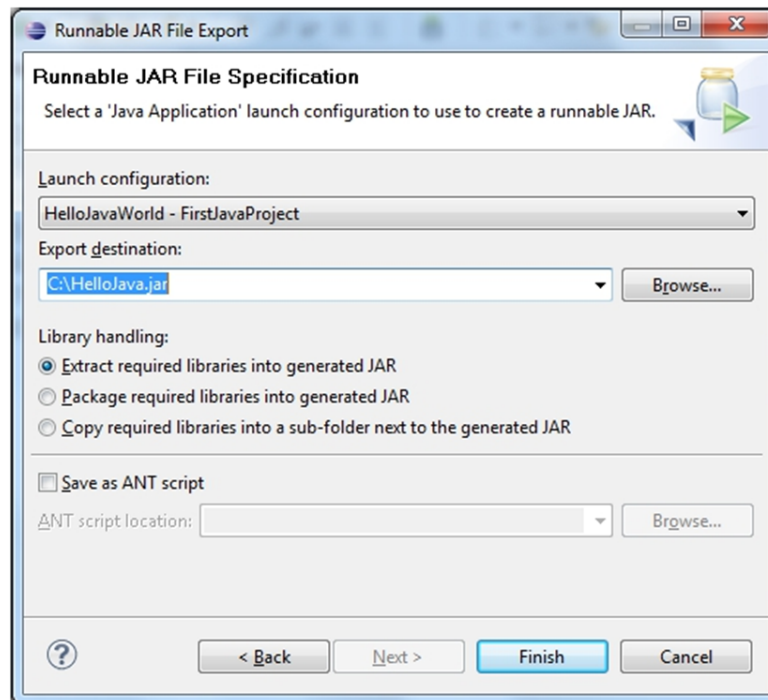 Runnable JAR File Export
Runnable JAR File Specification
Select a 'Java Application' launch configuration to use to create a runnable JAR.
Launch configuration:
HelloJavaWorld - FirstJavaProject
Export destination:
C:\HelloJava.jar
Browse...
Library handling:
Extract required libraries into generated JAR
Package required libraries into generated JAR
Copy required libraries into a sub-folder next to the generated JAR
Save as ANT script
ANT script location:
Browse...
?
< Back
Next >
Finish
Cancel